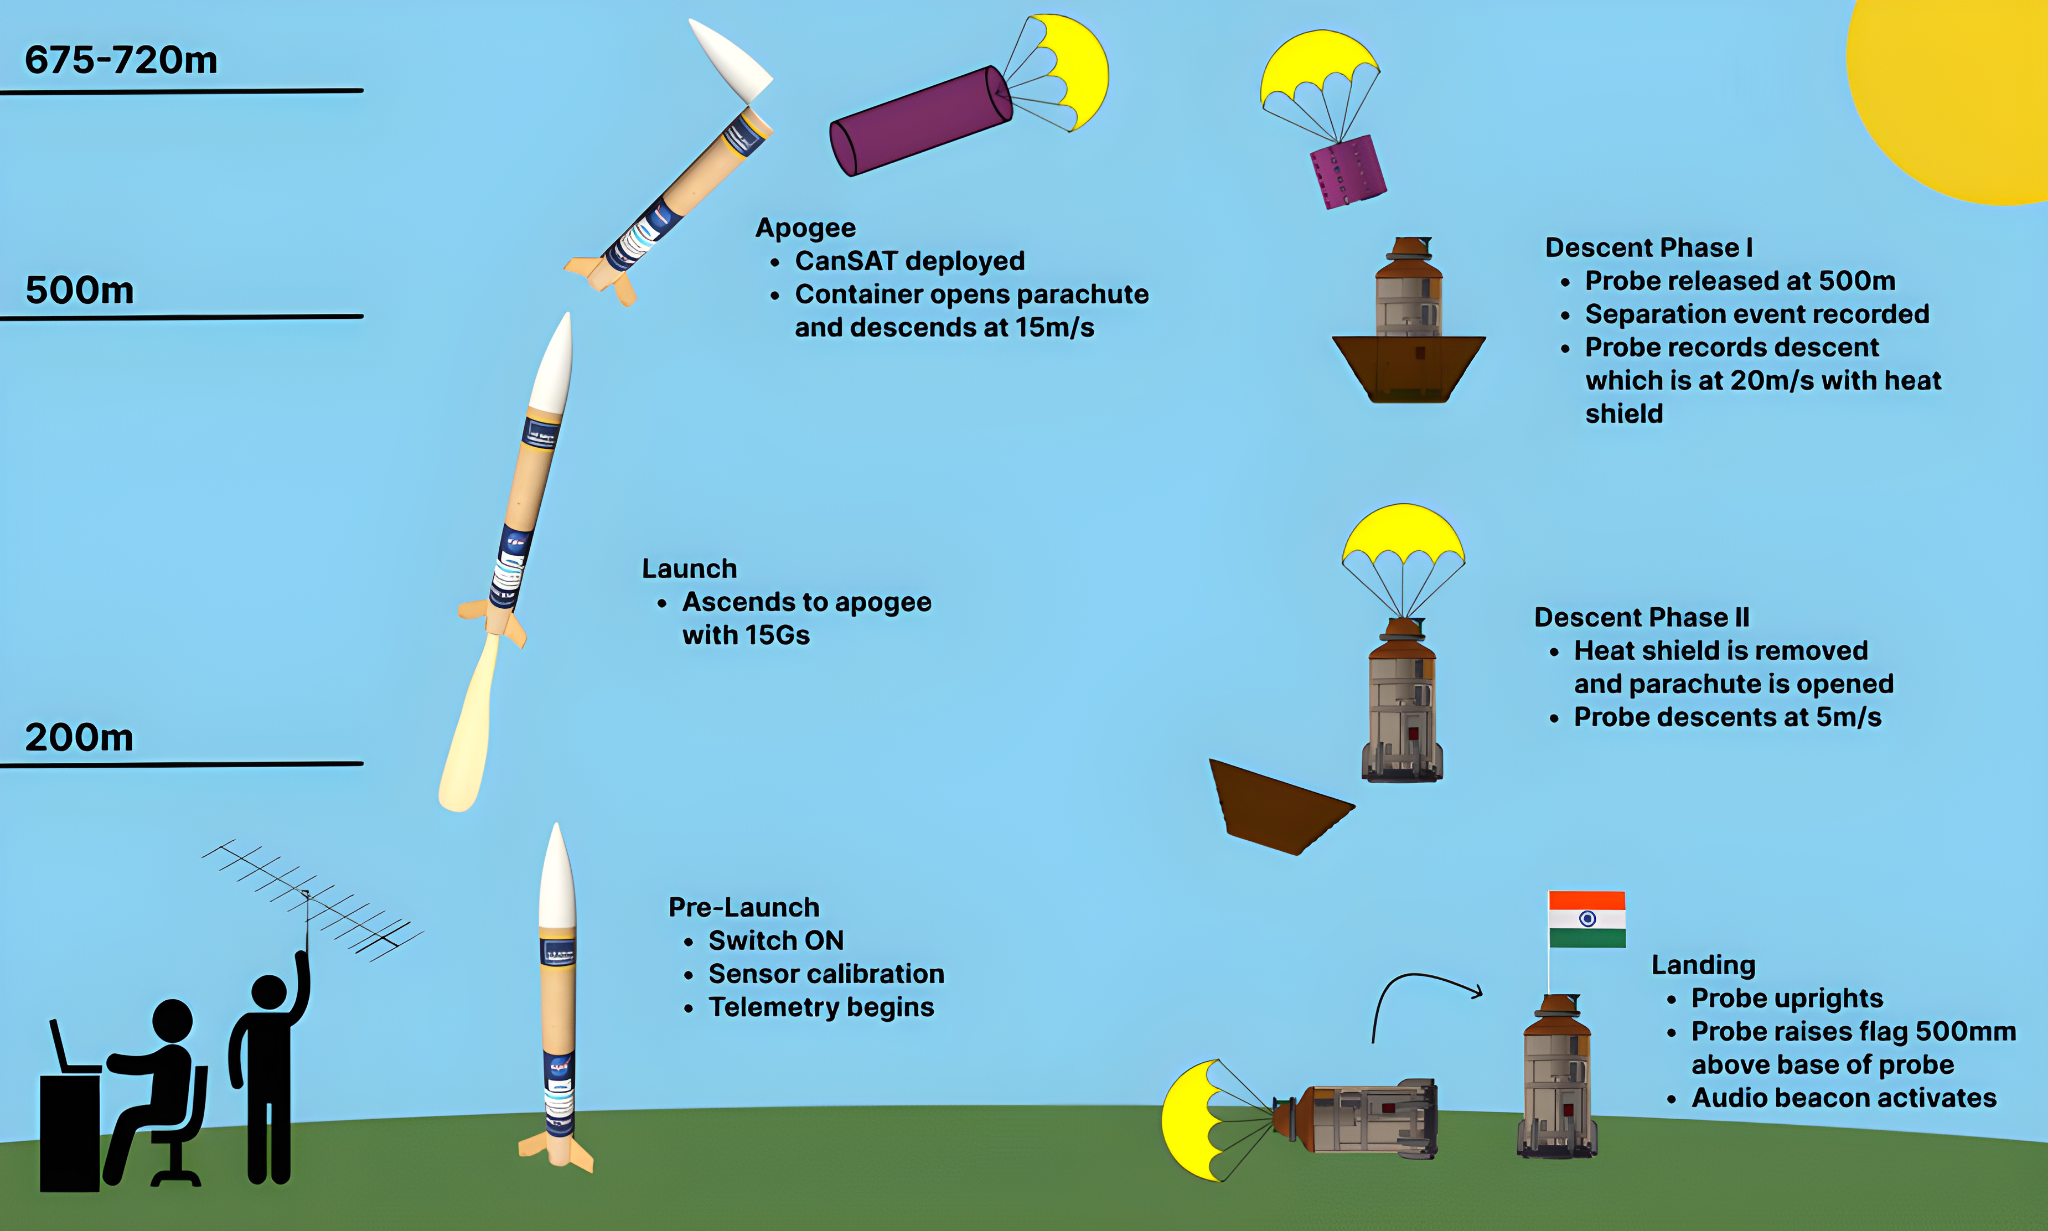 675-720m
500m
200m
Apogee
• CanSAT deployed
• Container opens parachute
and descends at 15m/s
Descent Phase I
• Probe released at 500m
• Separation event recorded
• Probe records descent
which is at 20m/s with heat
shield
Launch
• Ascends to apogee
with 15Gs
Descent Phase II
• Heat shield is removed
and parachute is opened
• Probe descents at 5m/s
Pre-Launch
• Switch ON
• Sensor calibration
• Telemetry begins
Landing
• Probe uprights
• Probe raises flag 500mm
above base of probe
• Audio beacon activates